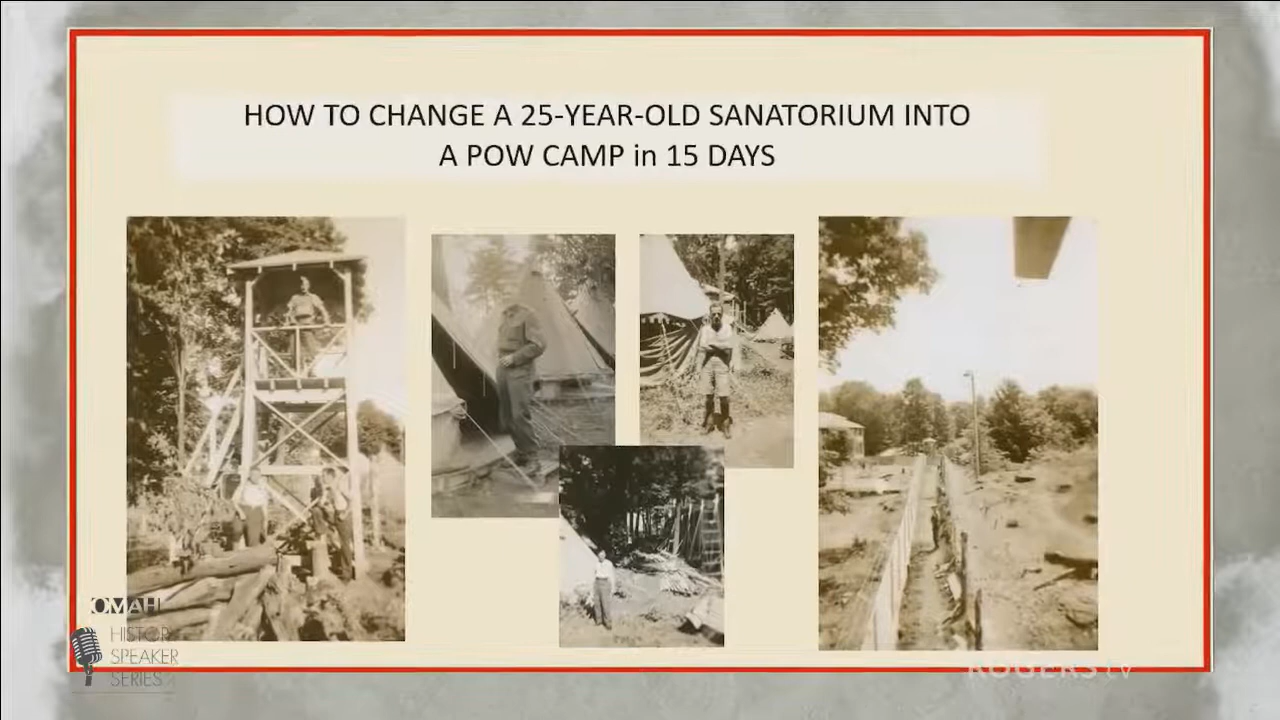 HOW TO CHANGE A 25-YEAR-OLD SANATORIUM INTO
A POW CAMP in 15 DAYS
OMAH
HISTORY
SPEAKER
SERIES
ROGERS tv